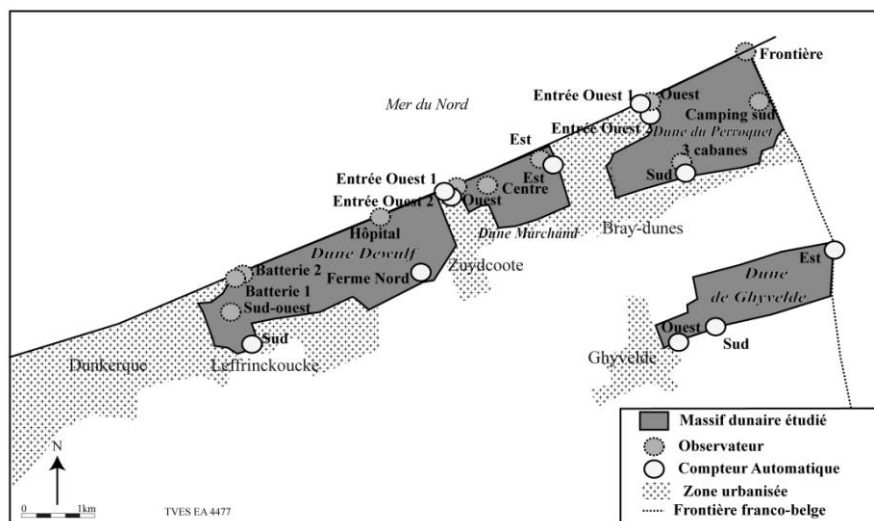 Frontière
Mer du Nord
Entrée Ouest 1
Ouest
Camping sud
Entrée Ouest 2
Dune du Perroquet
Est
3 cabanes
Est
Sud
Entrée Ouest 1
Centre
Entrée Ouest 2
Ouest
Hôpital
Dune Marchand
Bray-dunes
Dune Dewulf
Zuydcoote
Est
Batterie 2
Ferme Nord
Dune
de Ghyvelde
Batterie 1
Sud-ouest
Ouest
Sud
Sud
Dunkerque
Leffrinckoucke
Ghyvelde
Massif dunaire étudié
Observateur
Compteur Automatique
Zone urbanisée
Frontière franco-belge
N
0
1km
TVES EA 4477